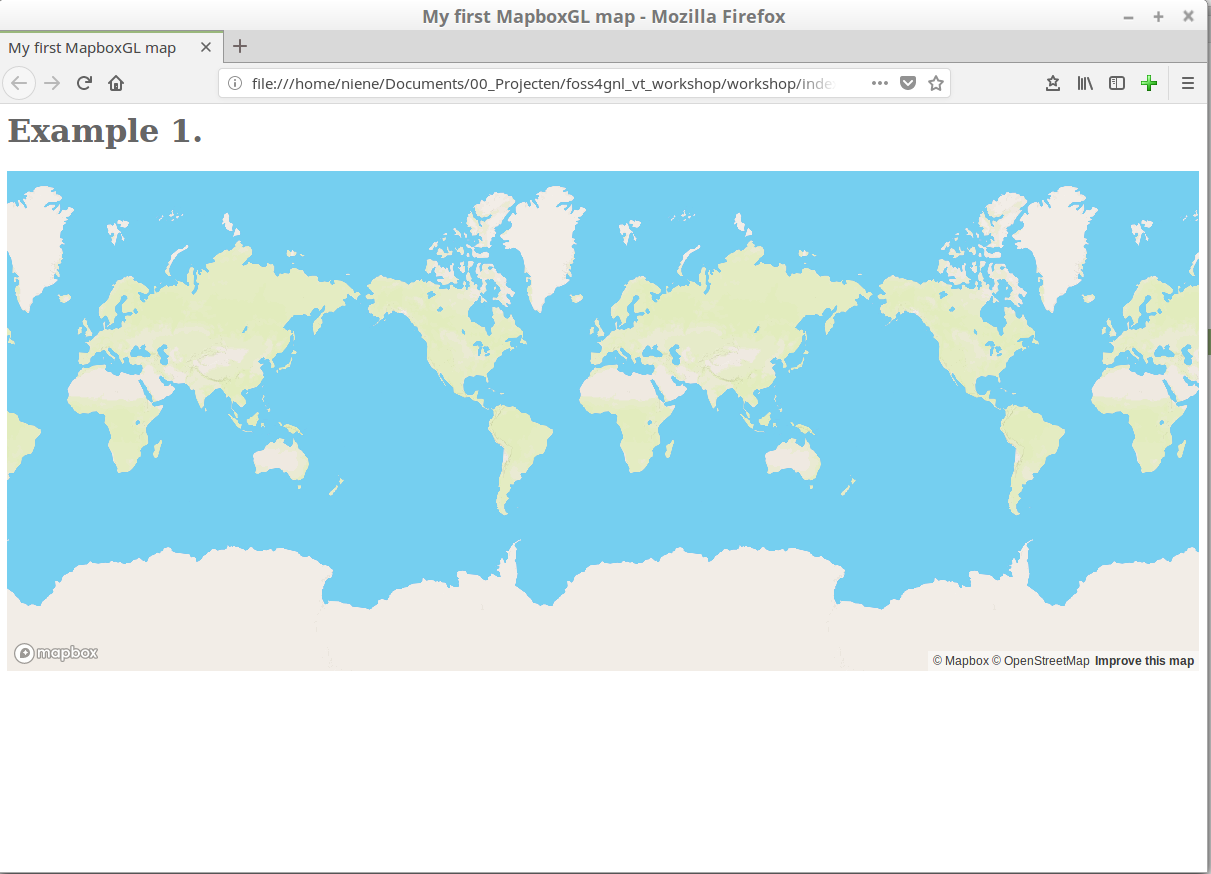 My first MapboxGL map - Mozilla Firefox
My first MapboxGL map
file:///home/niene/Documents/00_Projecten/foss4gnl_vt_workshop/workshop/inde
Example 1.
mapbox
© Mapbox © OpenStreetMap Improve this map